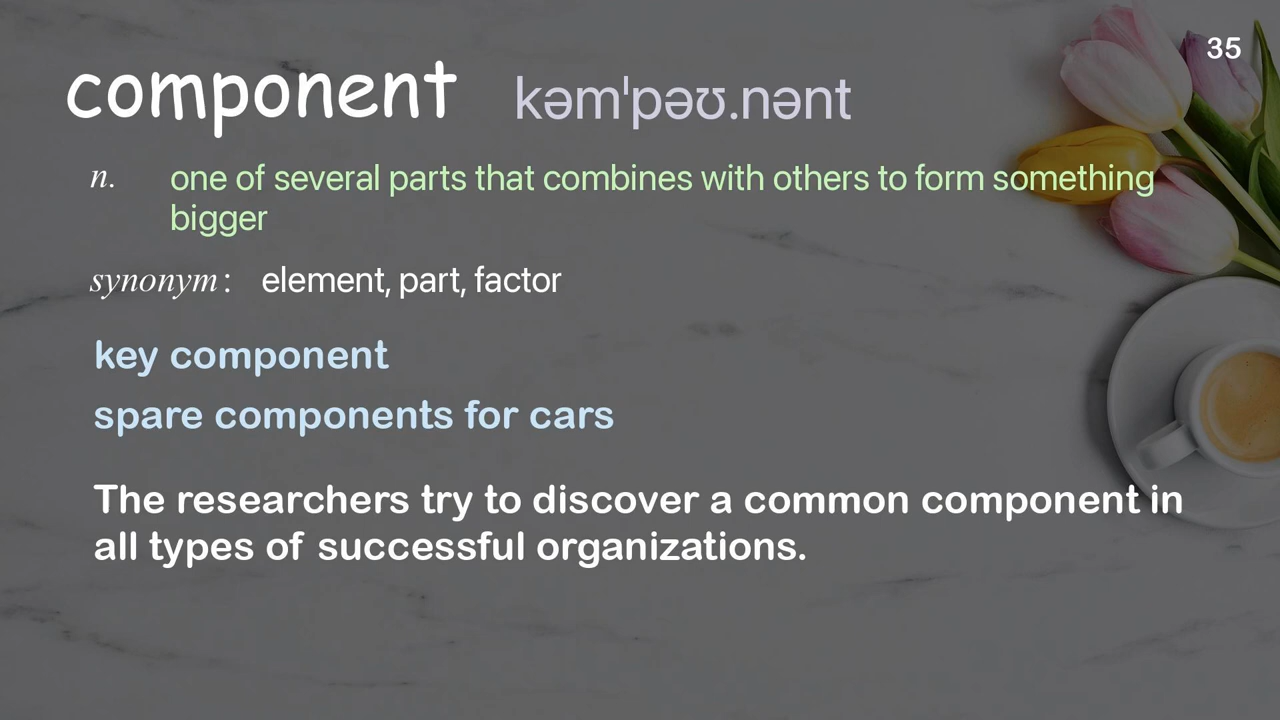 35
component kəmˈpəʊ.nənt
n. one of several parts that combines with others to form something
bigger
synonym: element, part, factor
key component
spare components for cars
The researchers try to discover a common component in
all types of successful organizations.